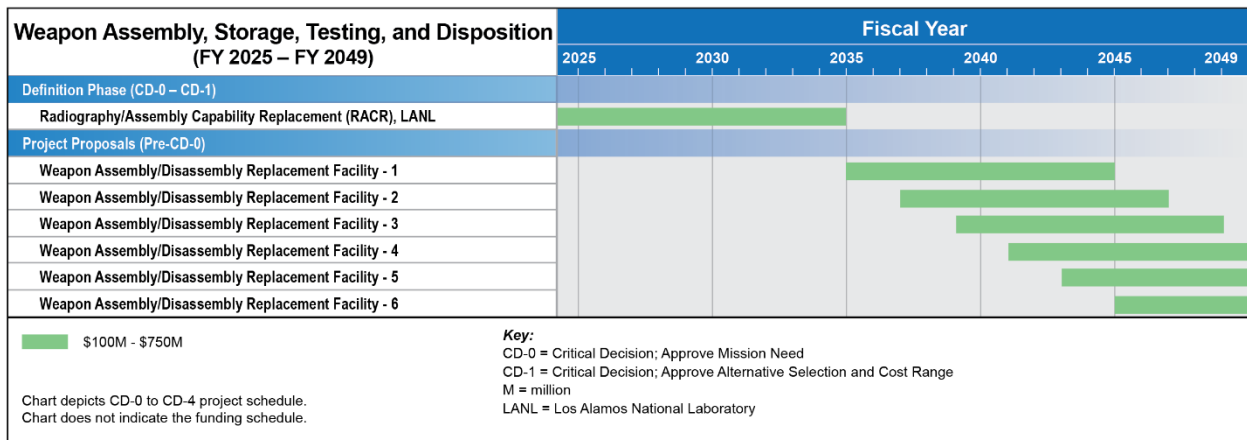 Weapon Assembly, Storage, Testing, and Disposition
(FY 2025 – FY 2049)
Fiscal Year
2025 2030 2035 2040 2045 2049
Definition Phase (CD-0 – CD-1)
Radiography/Assembly Capability Replacement (RACR), LANL
Project Proposals (Pre-CD-0)
Weapon Assembly/Disassembly Replacement Facility - 1
Weapon Assembly/Disassembly Replacement Facility - 2
Weapon Assembly/Disassembly Replacement Facility - 3
Weapon Assembly/Disassembly Replacement Facility - 4
Weapon Assembly/Disassembly Replacement Facility - 5
Weapon Assembly/Disassembly Replacement Facility - 6
$100M - $750M
Chart depicts CD-0 to CD-4 project schedule.
Chart does not indicate the funding schedule.
Key:
CD-0 = Critical Decision; Approve Mission Need
CD-1 = Critical Decision; Approve Alternative Selection and Cost Range
M = million
LANL = Los Alamos National Laboratory